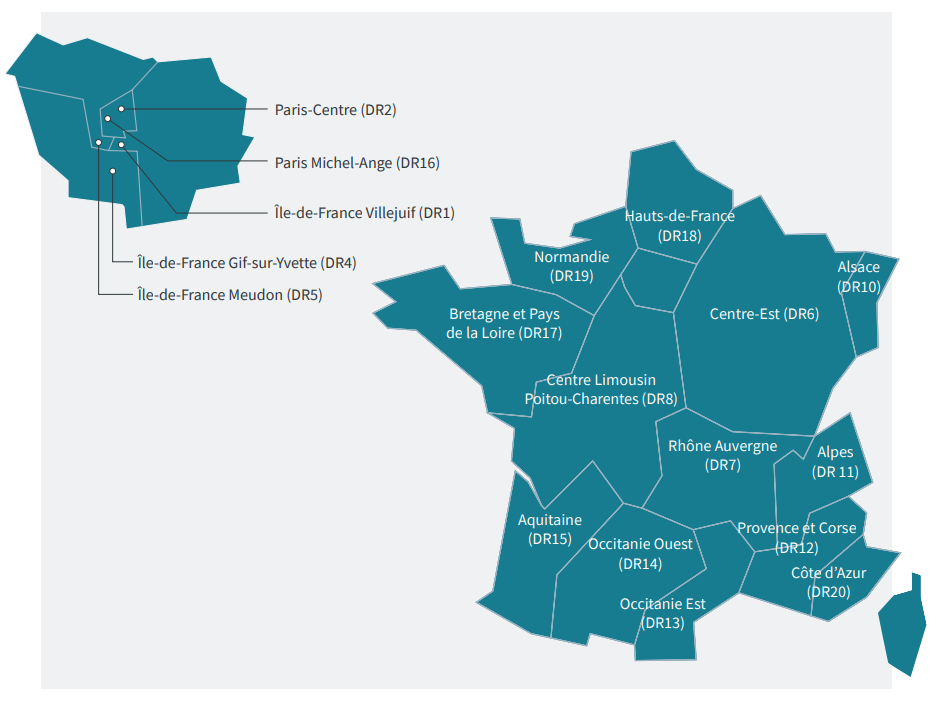 Paris-Centre (DR2)
Paris Michel-Ange (DR16)
Île-de-France Villejuif (DR1)
Île-de-France Gif-sur-Yvette (DR4)
Île-de-France Meudon (DR5)
Hauts-de-France
(DR18)
Normandie
(DR19)
Alsace
(DR10)
Bretagne et Pays
de la Loire (DR17)
Centre-Est (DR6)
Centre Limousin
Poitou-Charentes (DR8)
Rhône Auvergne
(DR7)
Alpes
(DR 11)
Aquitaine
(DR15)
Occitanie Ouest
(DR14)
Provence et Corse
(DR12)
Côte d'Azur
(DR20)
Occitanie Est
(DR13)